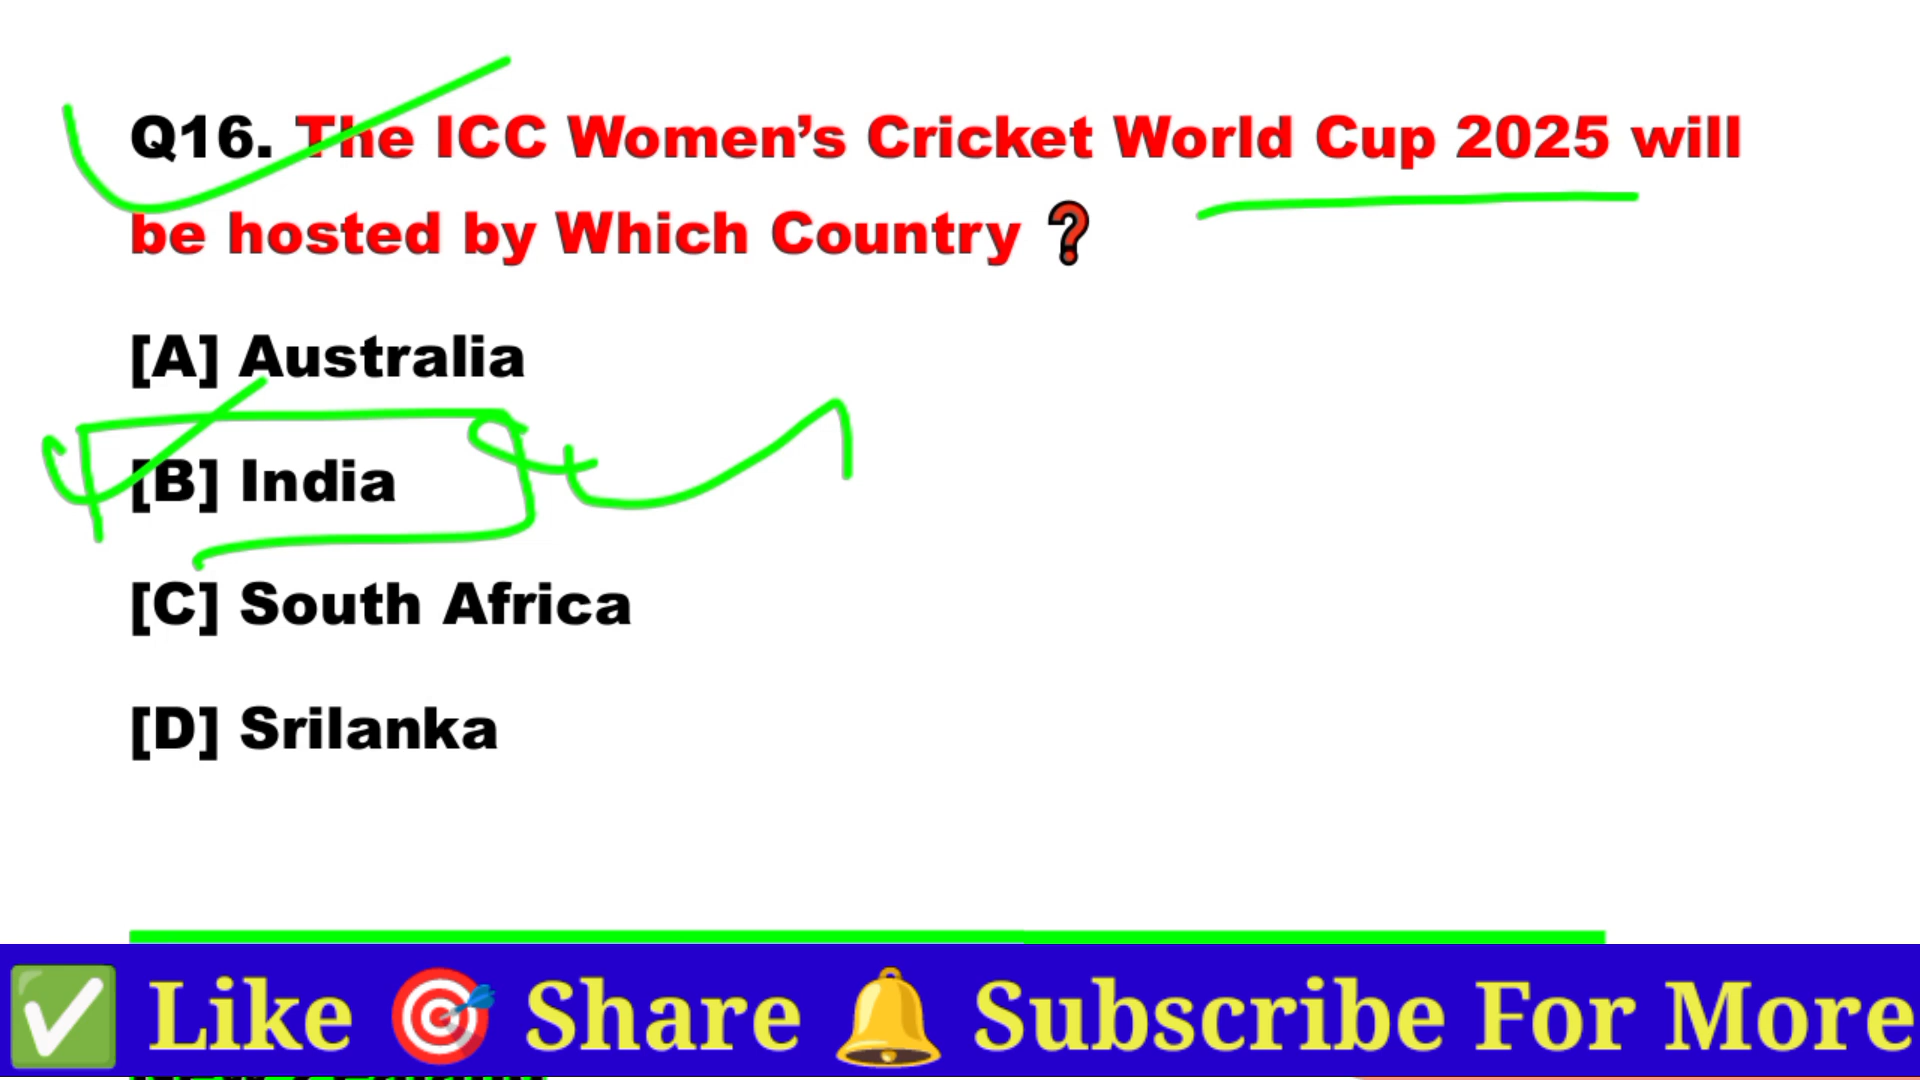 Q16. The ICC Women’s Cricket World Cup 2025 will
be hosted by Which Country ❓
[A] Australia
[B] India
[C] South Africa
[D] Srilanka
✅ Like 🎯 Share 🔔 Subscribe For More